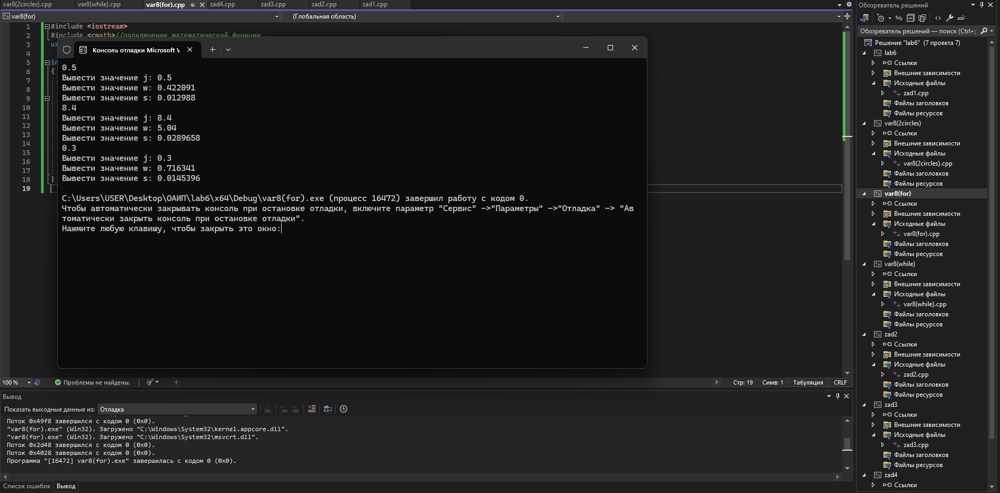 var8(2circles).cpp var8(while).cpp var8(for).cpp zad4.cpp zad3.cpp zad2.cpp zad1.cpp
var8(for) (Глобальная область)
1 #include <iostream>
2 #include <cmath>//подключение математической функции
3 us
4
5 in
6 {
7
8
9
10
11
12
13
14
15
16
17
18 }
19
Консоль отладки Microsoft V
0.5
Вывести значение j: 0.5
Вывести значение w: 0.422091
Вывести значение s: 0.012988
8.4
Вывести значение j: 8.4
Вывести значение w: 5.04
Вывести значение s: 0.0289658
0.3
Вывести значение j: 0.3
Вывести значение w: 0.716341
Вывести значение s: 0.0145396
C:\Users\USER\Desktop\ОАИП\lab6\x64\Debug\var8(for).exe (процесс 16472) завершил работу с кодом 0.
Чтобы автоматически закрывать консоль при остановке отладки, включите параметр "Сервис" ->"Параметры" ->"Отладка" -> "Ав
томатически закрыть консоль при остановке отладки".
Нажмите любую клавишу, чтобы закрыть это окно:
100 % Проблемы не найдены. Стр: 19 Симв: 1 Табуляция CRLF
Вывод
Показать выходные данные из: Отладка
Поток 0x49f8 завершился с кодом 0 (0x0).
"var8(for).exe" (Win32). Загружено "C:\Windows\System32\kernel.appcore.dll".
"var8(for).exe" (Win32). Загружено "C:\Windows\System32\msvcrt.dll".
Поток 0x2d48 завершился с кодом 0 (0x0).
Поток 0x4028 завершился с кодом 0 (0x0).
Программа "[16472] var8(for).exe" завершилась с кодом 0 (0x0).
Список ошибок Вывод
Обозреватель решений
Обозреватель решений — поиск (Ctrl+;
Решение "lab6" (7 проекта 7)
lab6
Ссылки
Внешние зависимости
Исходные файлы
zad1.cpp
Файлы заголовков
Файлы ресурсов
var8(2circles)
Ссылки
Внешние зависимости
Исходные файлы
var8(2circles).cpp
Файлы заголовков
Файлы ресурсов
var8(for)
Ссылки
Внешние зависимости
Исходные файлы
var8(for).cpp
Файлы заголовков
Файлы ресурсов
var8(while)
Ссылки
Внешние зависимости
Исходные файлы
var8(while).cpp
Файлы заголовков
Файлы ресурсов
zad2
Ссылки
Внешние зависимости
Исходные файлы
zad2.cpp
Файлы заголовков
Файлы ресурсов
zad3
Ссылки
Внешние зависимости
Исходные файлы
zad3.cpp
Файлы заголовков
Файлы ресурсов
zad4
Ссылки